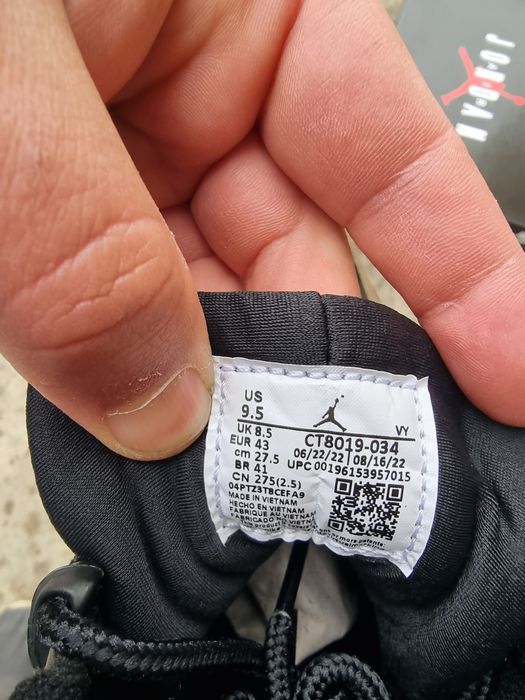 JORDAN
US
9.5
VY
UK 8.5
EUR 43
CT8019-034
cm 27.5
06/22/22 08/16/22
BR 41
UPC 00196153957015
CN 275(2.5)
04PTZ3T8CEFA9
MADE IN VIETNAM
HECHO EN VIETNAM
FABRIQUE AU VIETNAM
FABRICADO NO VIETNAM